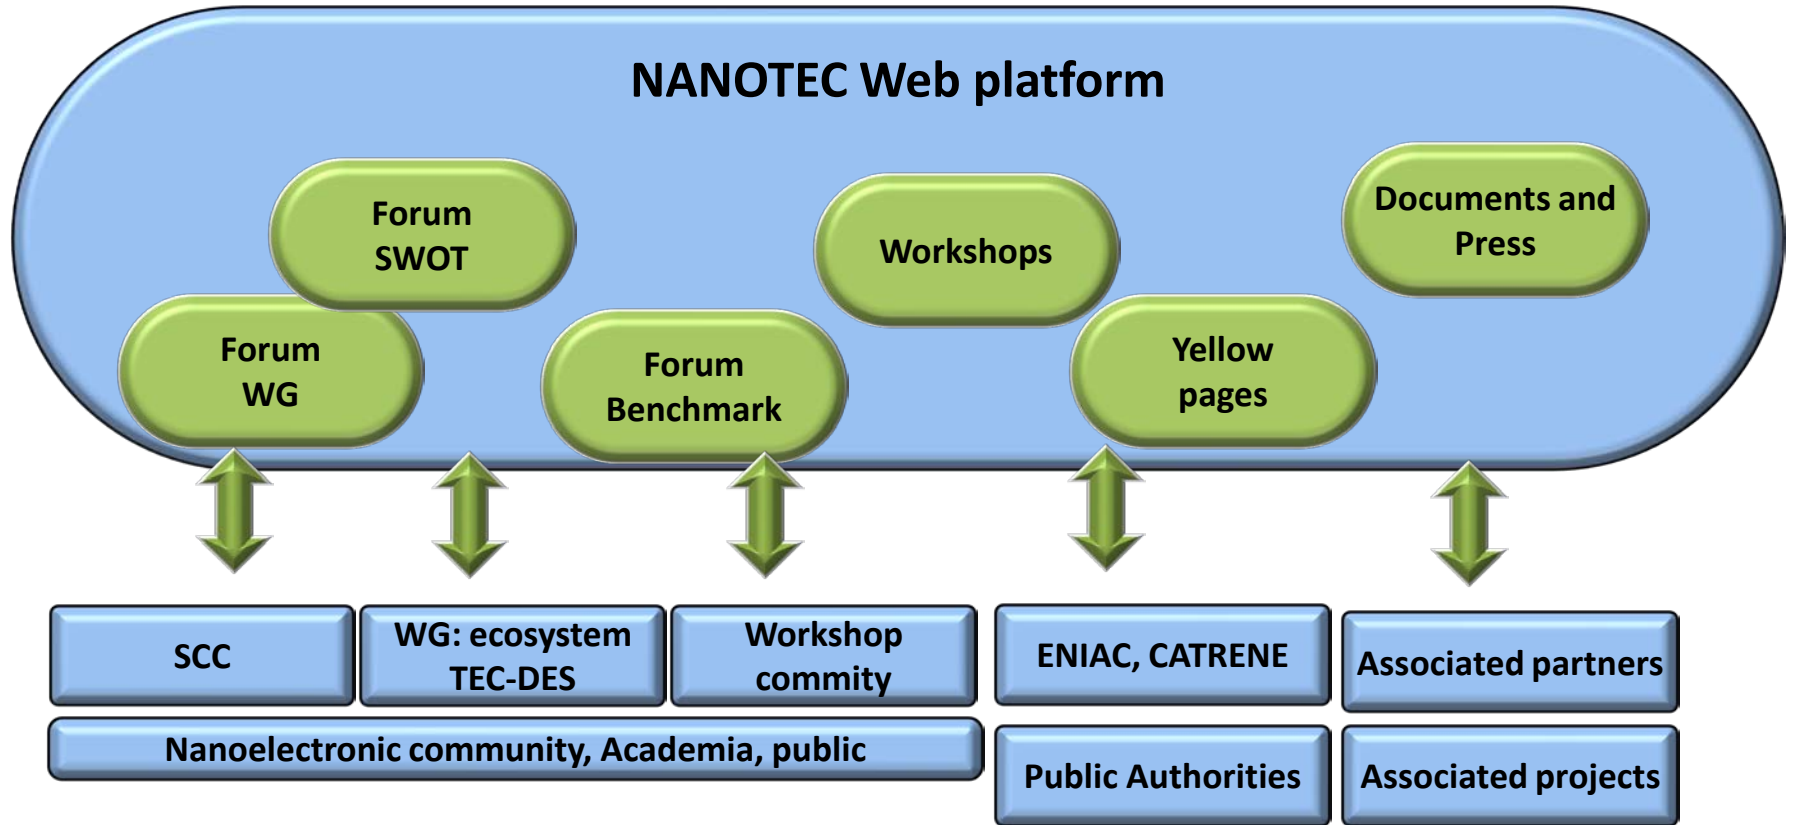 NANOTEC Web platform
Forum
SWOT
Workshops
Documents and
Press
Forum
WG
Forum
Benchmark
Yellow
pages
SCC
WG: ecosystem
TEC-DES
Workshop
commity
ENIAC, CATRENE
Associated partners
Nanoelectronic community, Academia, public
Public Authorities
Associated projects